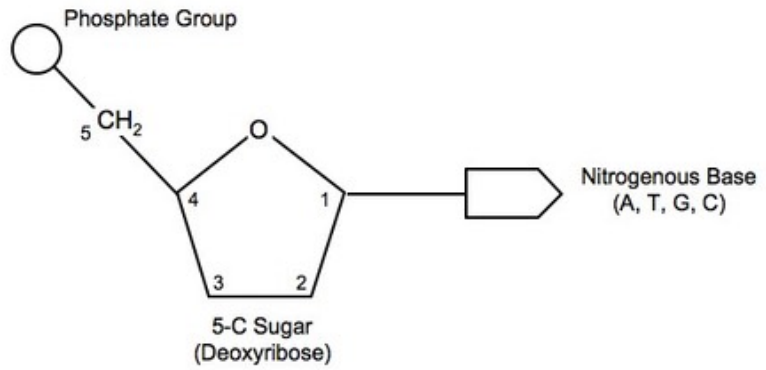 Phosphate Group
5 CH2
O
4
1
3
2
Nitrogenous Base
(A, T, G, C)
5-C Sugar
(Deoxyribose)